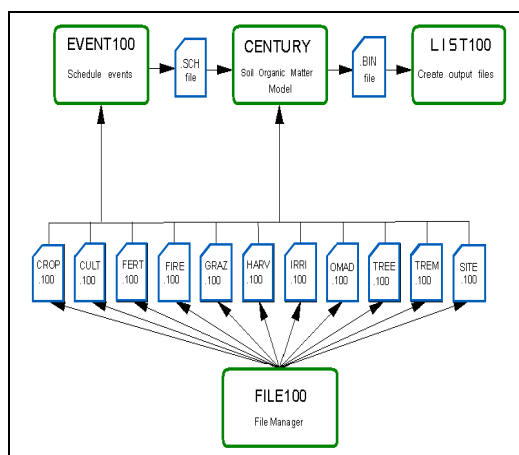 EVENT100
Schedule events
.SCH
file
CENTURY
Soil Organic Matter
Model
.BIN
file
LIST100
Create output files
CROP
.100
CULT
.100
FERT
.100
FIRE
.100
GRAZ
.100
HARV
.100
IRRI
.100
OMAD
.100
TREE
.100
TREM
.100
SITE
.100
FILE100
File Manager